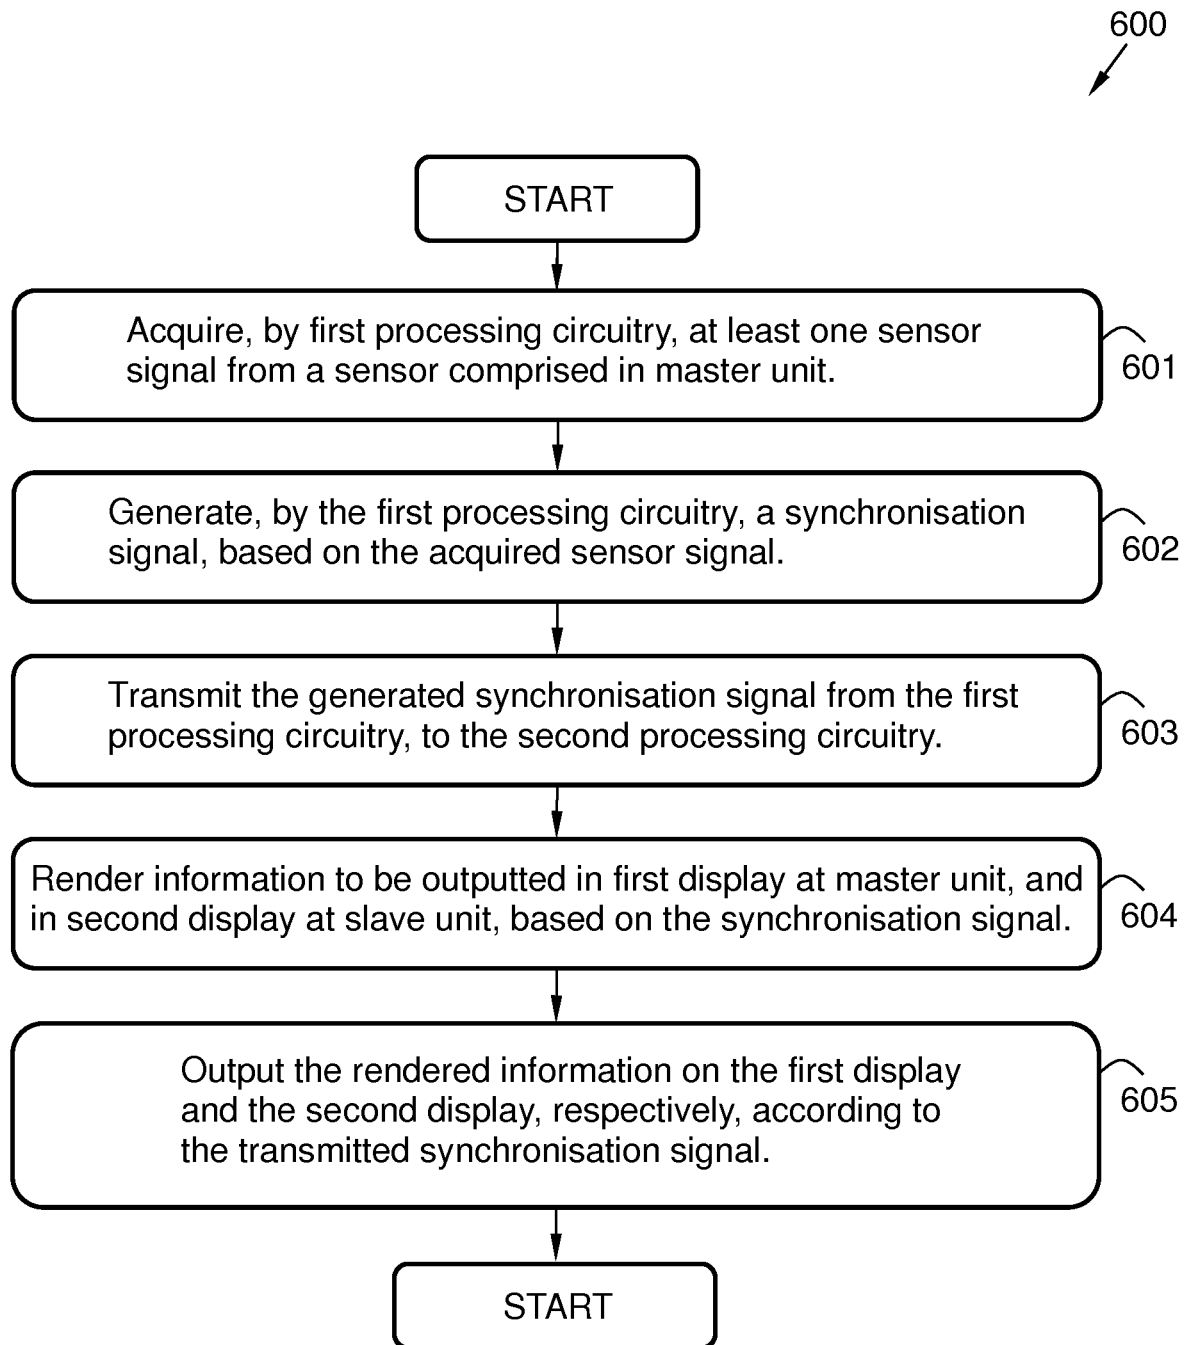 600
START
Acquire, by first processing circuitry, at least one sensor
signal from a sensor comprised in master unit.
601
Generate, by the first processing circuitry, a synchronisation
signal, based on the acquired sensor signal.
602
Transmit the generated synchronisation signal from the first
processing circuitry, to the second processing circuitry.
603
Render information to be outputted in first display at master unit, and
in second display at slave unit, based on the synchronisation signal.
604
Output the rendered information on the first display
and the second display, respectively, according to
the transmitted synchronisation signal.
605
START